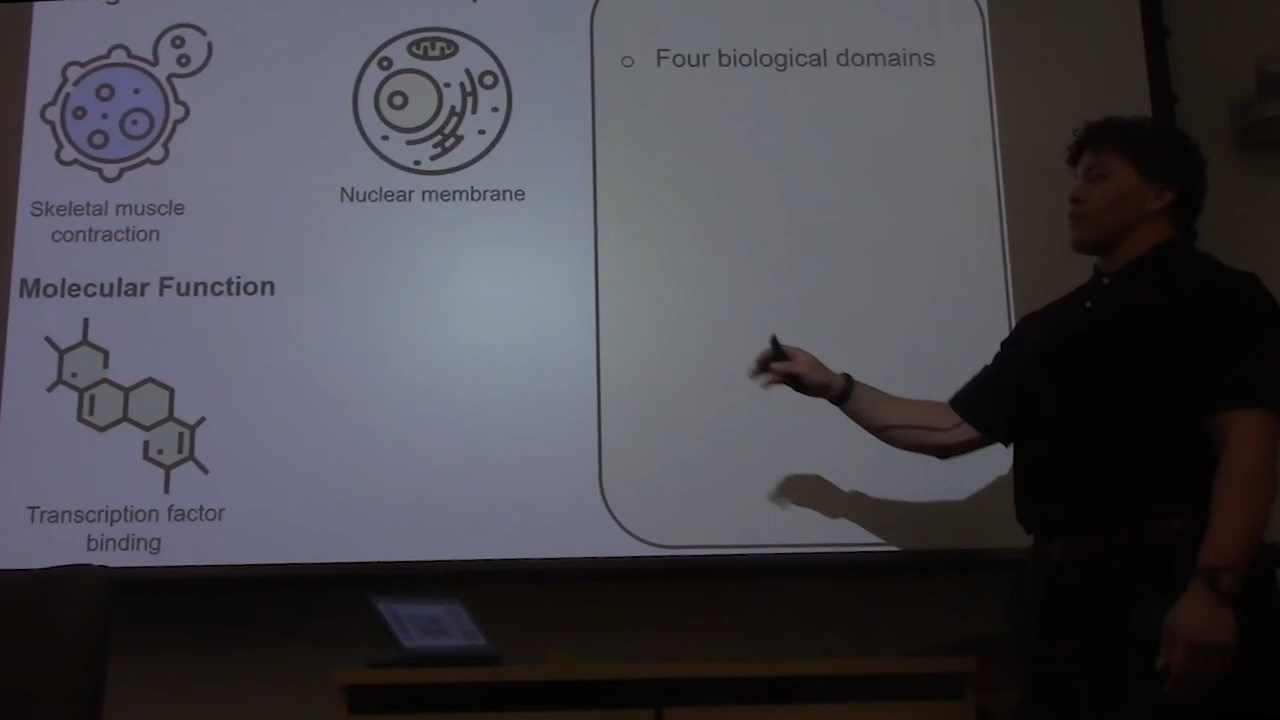 Four biological domains
Skeletal muscle
contraction
Nuclear membrane
Molecular Function
Transcription factor
binding